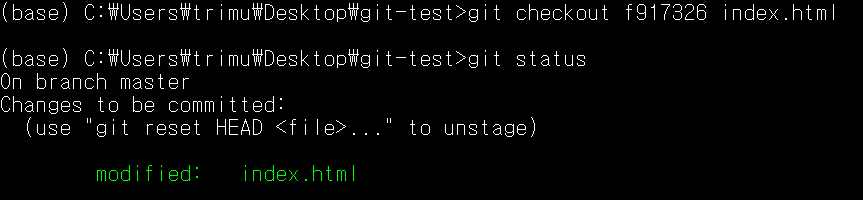 (base) C:₩Users₩trimu₩Desktop₩git-test>git checkout f917326 index.html
(base) C:₩Users₩trimu₩Desktop₩git-test>git status
On branch master
Changes to be committed:
(use "git reset HEAD <file>..." to unstage)
modified: index.html